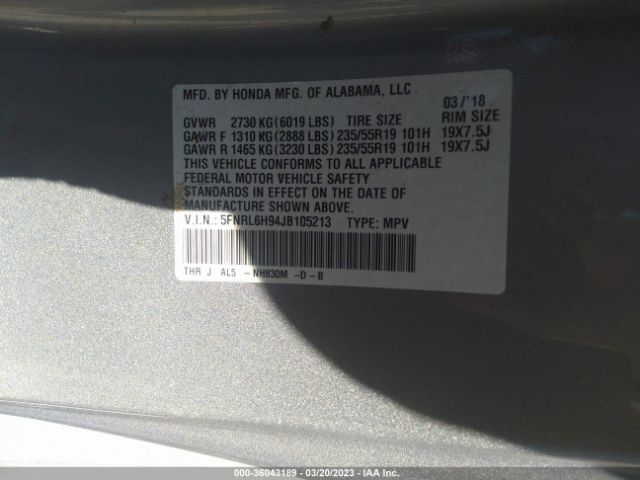 MFD. BY HONDA MFG. OF ALABAMA, LLC. 03/'18
GVWR 2730 KG(6019 LBS) TIRE SIZE RIM SIZE
GAWR F 1310 KG(2888 LBS) 235/55R19 101H 19X7.5J
GAWR R 1465 KG(3230 LBS) 235/55R19 101H 19X7.5J
THIS VEHICLE CONFORMS TO ALL APPLICABLE
FEDERAL MOTOR VEHICLE SAFETY
STANDARDS IN EFFECT ON THE DATE OF
MANUFACTURE SHOWN ABOVE.
V.I.N.: 5FNRL6H94JB105213 TYPE: MPV
THR J AL5 -NH830M -D -B
000-36043189 - 03/20/2023 - IAA Inc.